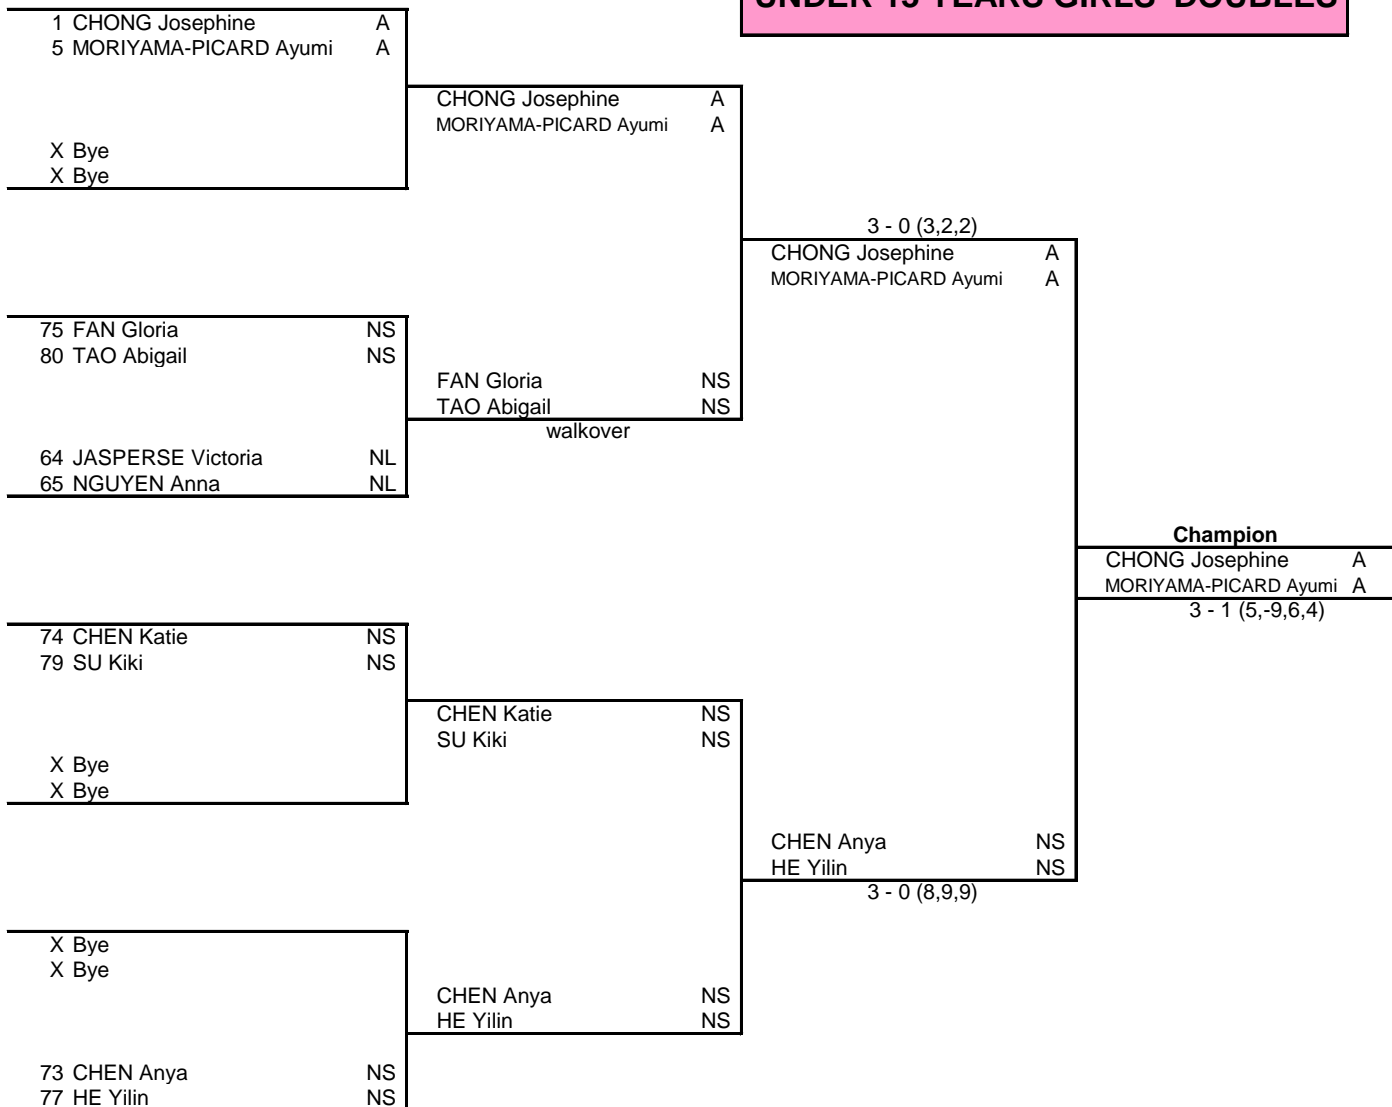 UNDER YEARS GIRLS' DOUBLES
1 CHONG Josephine A
5 MORIYAMA-PICARD Ayumi A
CHONG Josephine A
MORIYAMA-PICARD Ayumi A
X Bye
X Bye
3 - 0 (3,2,2)
CHONG Josephine A
MORIYAMA-PICARD Ayumi A
75 FAN Gloria NS
80 TAO Abigail NS
FAN Gloria NS
TAO Abigail NS
walkover
64 JASPERSE Victoria NL
65 NGUYEN Anna NL
Champion
CHONG Josephine A
MORIYAMA-PICARD Ayumi A
3 - 1 (5,-9,6,4)
74 CHEN Katie NS
79 SU Kiki NS
CHEN Katie NS
SU Kiki NS
X Bye
X Bye
CHEN Anya NS
HE Yilin NS
3 - 0 (8,9,9)
X Bye
X Bye
CHEN Anya NS
HE Yilin NS
73 CHEN Anya NS
77 HE Yilin NS